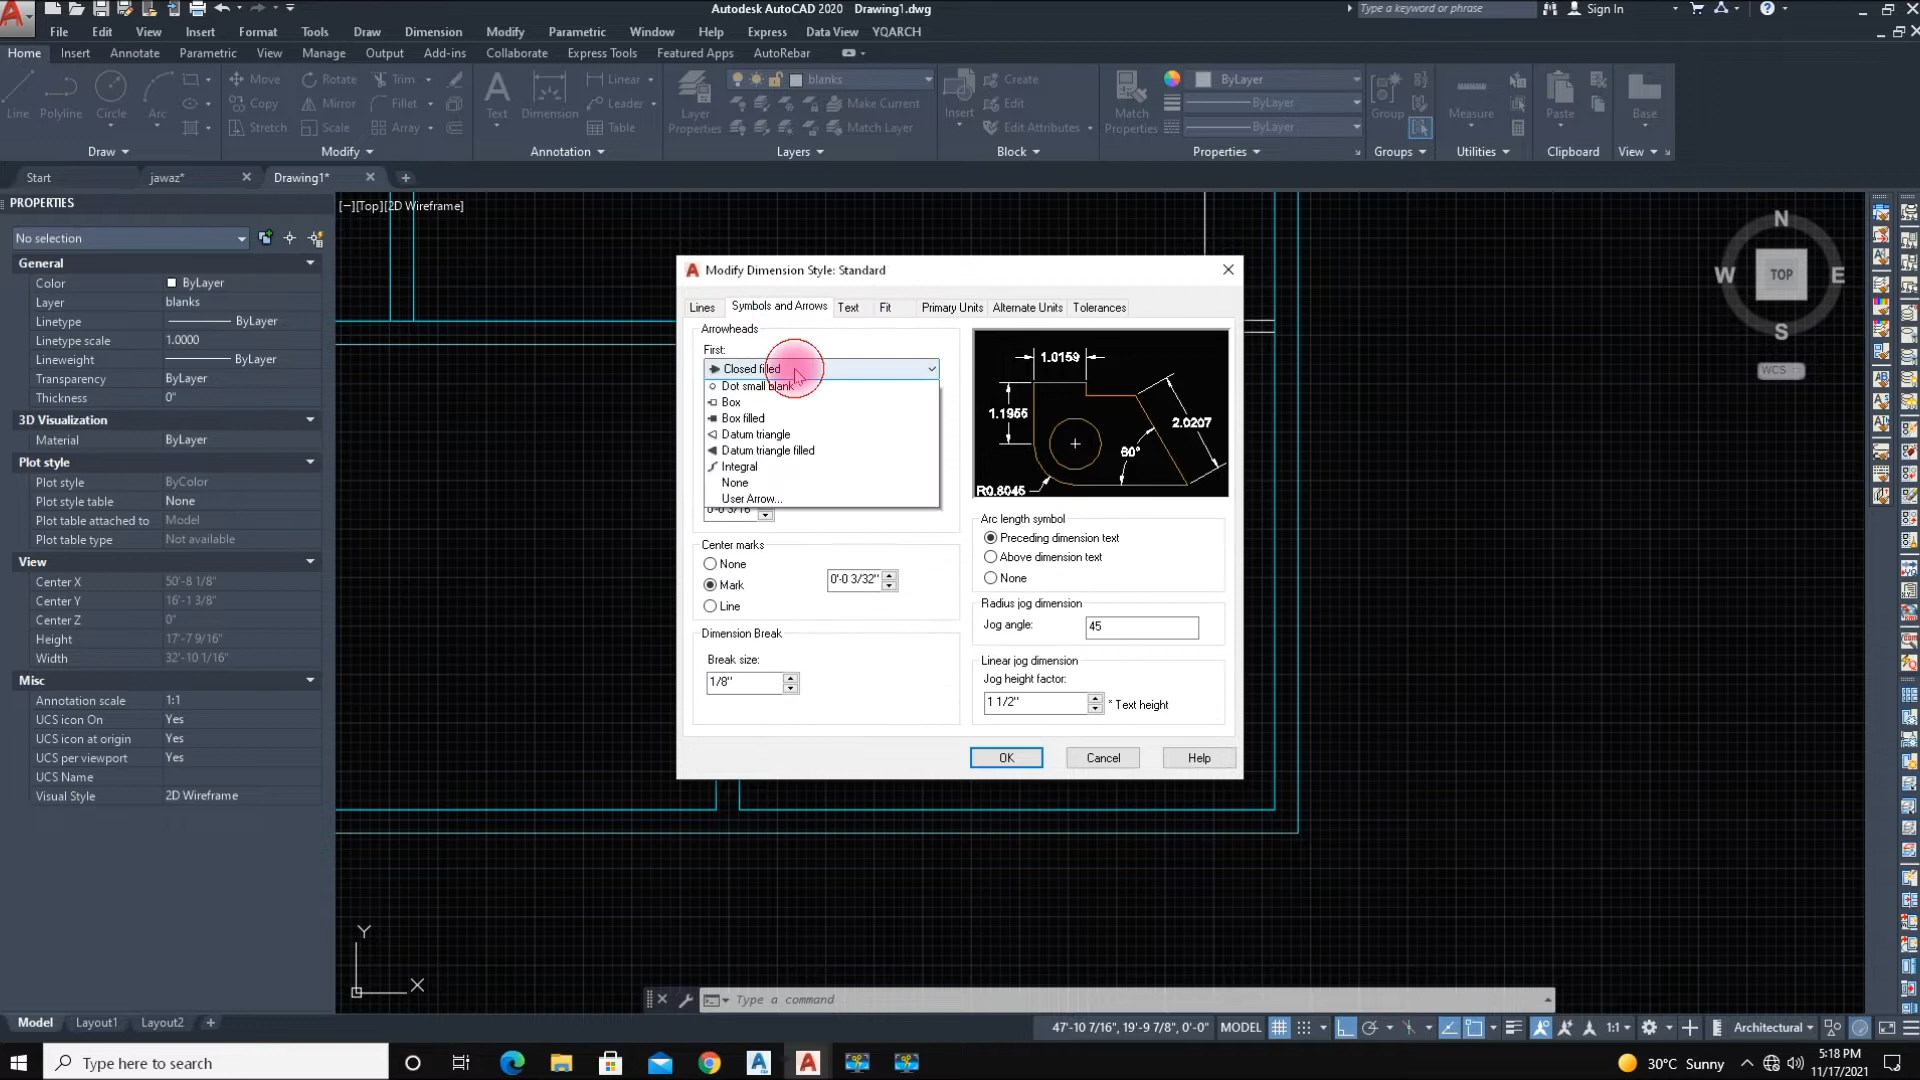 Autodesk AutoCAD 2020 Drawing1.dwg
Type a keyword or phrase
Sign In
File Edit View Insert Format Tools Draw Dimension Modify Parametric Window Help Express Data View YQARCH
Home Insert Annotate Parametric View Manage Output Add-ins Collaborate Express Tools Featured Apps AutoRebar
Line Polyline Circle Arc
Move Rotate Trim
Copy Mirror Fillet
Stretch Scale Array
Text Dimension
Linear
Leader
Table
Layer Properties
blanks
Make Current
Match Layer
Insert
Create
Edit
Edit Attributes
Match Properties
ByLayer
ByLayer
ByLayer
Group
Measure
Paste
Base
Draw Modify Annotation Layers Block Properties Groups Utilities Clipboard View
Start jawaz* Drawing1*
PROPERTIES
[−][Top][2D Wireframe]
No selection
General
Color ByLayer
Layer blanks
Linetype ByLayer
Linetype scale 1.0000
Lineweight ByLayer
Transparency ByLayer
Thickness 0"
3D Visualization
Material ByLayer
Plot style
Plot style ByColor
Plot style table None
Plot table attached to Model
Plot table type Not available
View
Center X 50'-8 1/8"
Center Y 16'-1 3/8"
Center Z 0"
Height 17'-7 9/16"
Width 32'-10 1/16"
Misc
Annotation scale 1:1
UCS icon On Yes
UCS icon at origin Yes
UCS per viewport Yes
UCS Name
Visual Style 2D Wireframe
Modify Dimension Style: Standard
Lines Symbols and Arrows Text Fit Primary Units Alternate Units Tolerances
Arrowheads
First:
Closed filled
Dot small blank
Box
Box filled
Datum triangle
Datum triangle filled
Integral
None
User Arrow...
0'-0 3/16"
Center marks
None
Mark
0'-0 3/32"
Line
Dimension Break
Break size:
1/8"
1.0159
1.1955
2.0207
60°
R0.8045
Arc length symbol
Preceding dimension text
Above dimension text
None
Radius jog dimension
Jog angle: 45
Linear jog dimension
Jog height factor:
1 1/2" * Text height
OK Cancel Help
N
W TOP E
S
WCS
Y
X
Type a command
Model Layout1 Layout2
47'-10 7/16", 19'-9 7/8", 0'-0" MODEL 1:1 Architectural
Type here to search
30°C Sunny
5:18 PM
11/17/2021